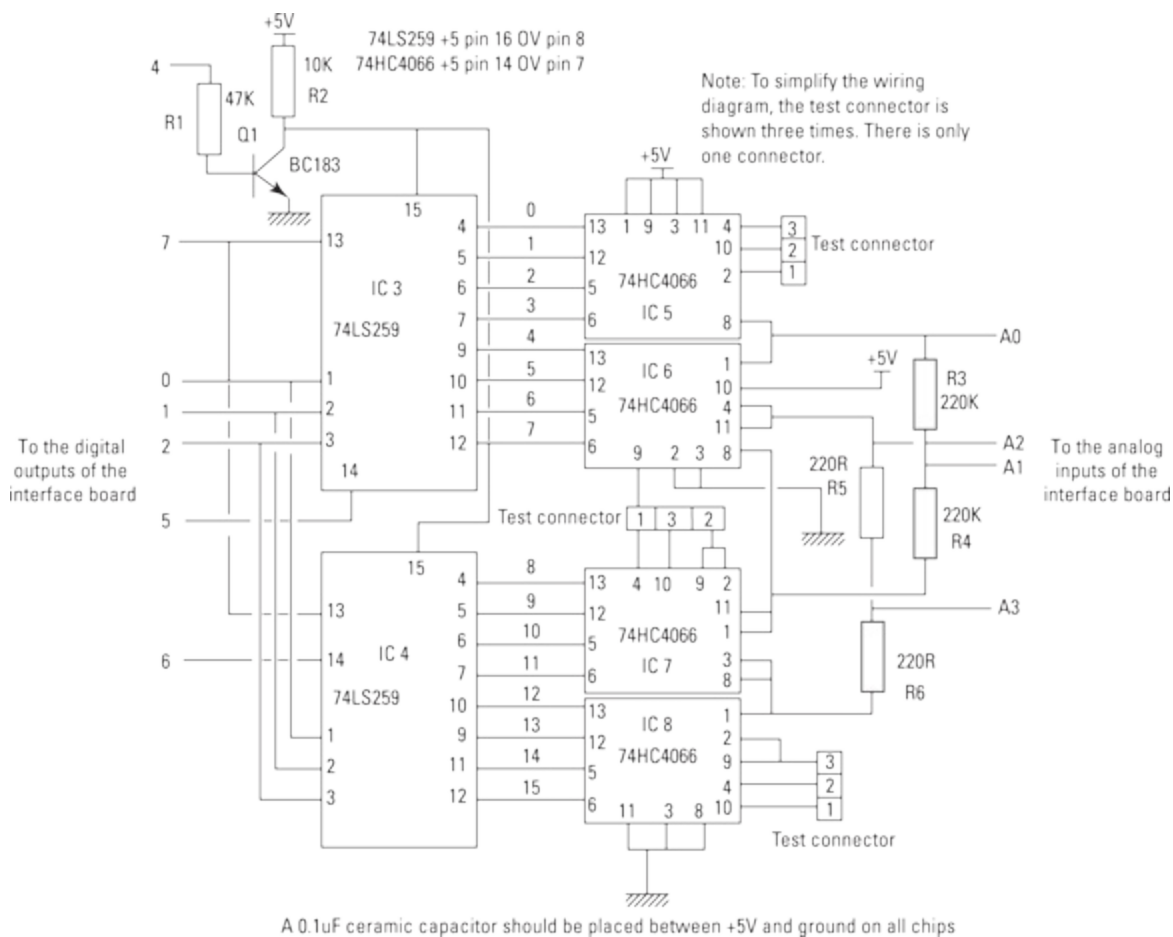 +5V
74LS259 +5 pin 16 OV pin 8
74HC4066 +5 pin 14 OV pin 7
4
10K
R2
47K
R1
Q1
BC183
Note: To simplify the wiring
diagram, the test connector is
shown three times. There is only
one connector.
+5V
15
0
13 1 9 3 11 4
3
7
13
4
1
10
2
Test connector
5
12
74HC4066
2
1
IC 3
6
2
5
IC 5
7
3
6
8
74LS259
A0
9
4
13
IC 6
1
+5V
R3
0
1
10
5
12
74HC4066
10
220K
1
2
11
6
5
4
11
2
3
12
7
6
9 2 3 8
A2
A1
To the digital
outputs of the
interface board
To the analog
inputs of the
interface board
14
220R
R5
5
Test connector
1 3 2
220K
R4
15
4
8
13
4 10 9 2
13
5
9
12
11
A3
6
14
IC 4
6
10
5
74HC4066
1
7
11
6
IC 7
3
8
220R
R6
74LS259
10
12
13
IC 8
1
1
9
13
12
74HC4066
2
9
3
2
11
14
5
4
2
3
12
15
6
11 3 8 10
1
Test connector
A 0.1uF ceramic capacitor should be placed between +5V and ground on all chips